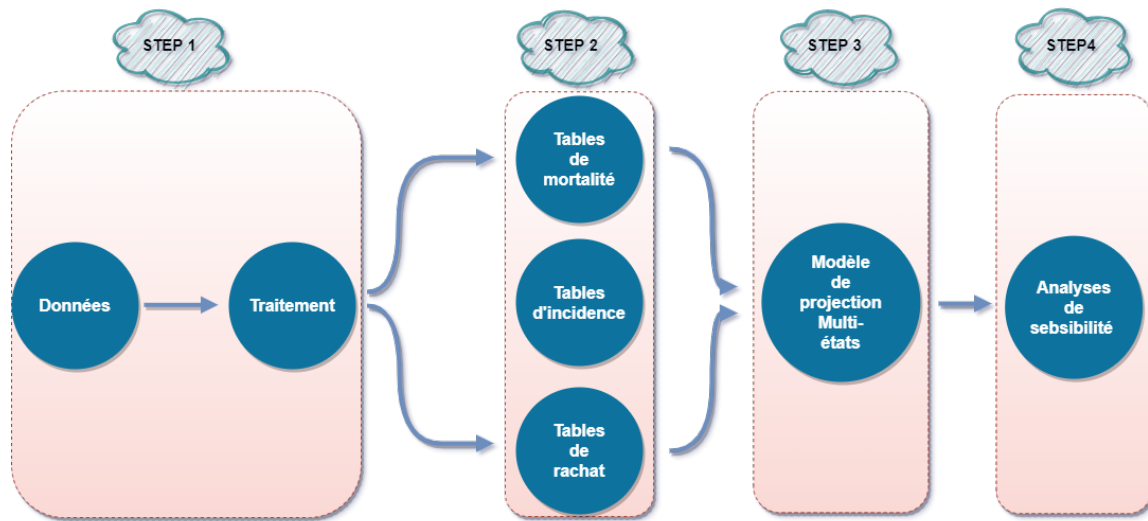 STEP 1
STEP 2
STEP 3
STEP4
Données
Traitement
Tables
de
mortalité
Tables
d'incidence
Tables
de
rachat
Modèle
de
projection
Multi-
états
Analyses
de
sebsibilité